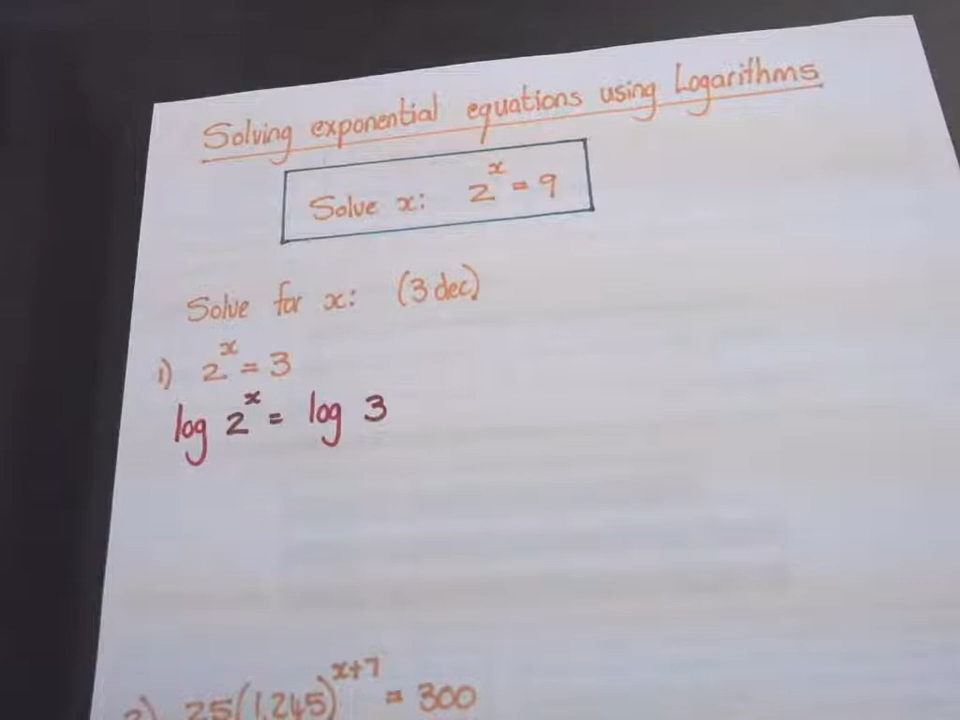 Solving exponential equations using Logarithms
Solve x: 2^x = 9
Solve for x: (3 dec)
1) 2^x = 3
log 2^x = log 3
2) 25(1,245)^x+7 = 300